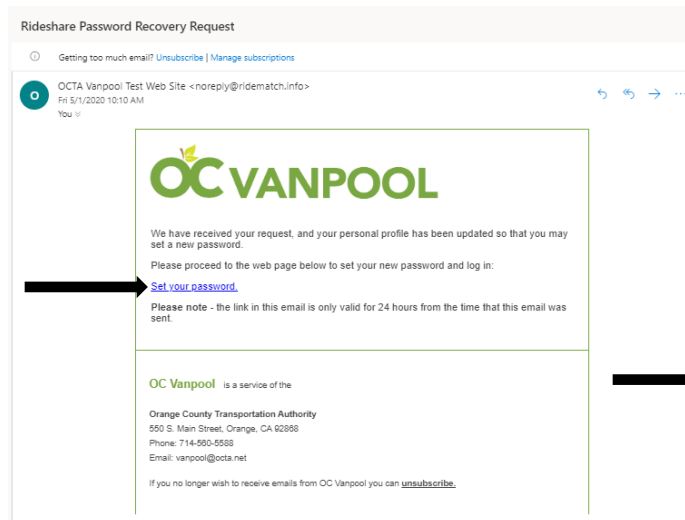 Rideshare Password Recovery Request
Getting too much email? Unsubscribe | Manage subscriptions
O
OCTA Vanpool Test Web Site <noreply@ridematch.info>
Fri 5/1/2020 10:10 AM
You
OC VANPOOL
We have received your request, and your personal profile has been updated so that you may
set a new password.
Please proceed to the web page below to set your new password and log in:
Set your password.
Please note - the link in this email is only valid for 24 hours from the time that this email was
sent.
OC Vanpool is a service of the
Orange County Transportation Authority
550 S. Main Street, Orange, CA 92868
Phone: 714-560-5588
Email: vanpool@octa.net
If you no longer wish to receive emails from OC Vanpool you can unsubscribe.